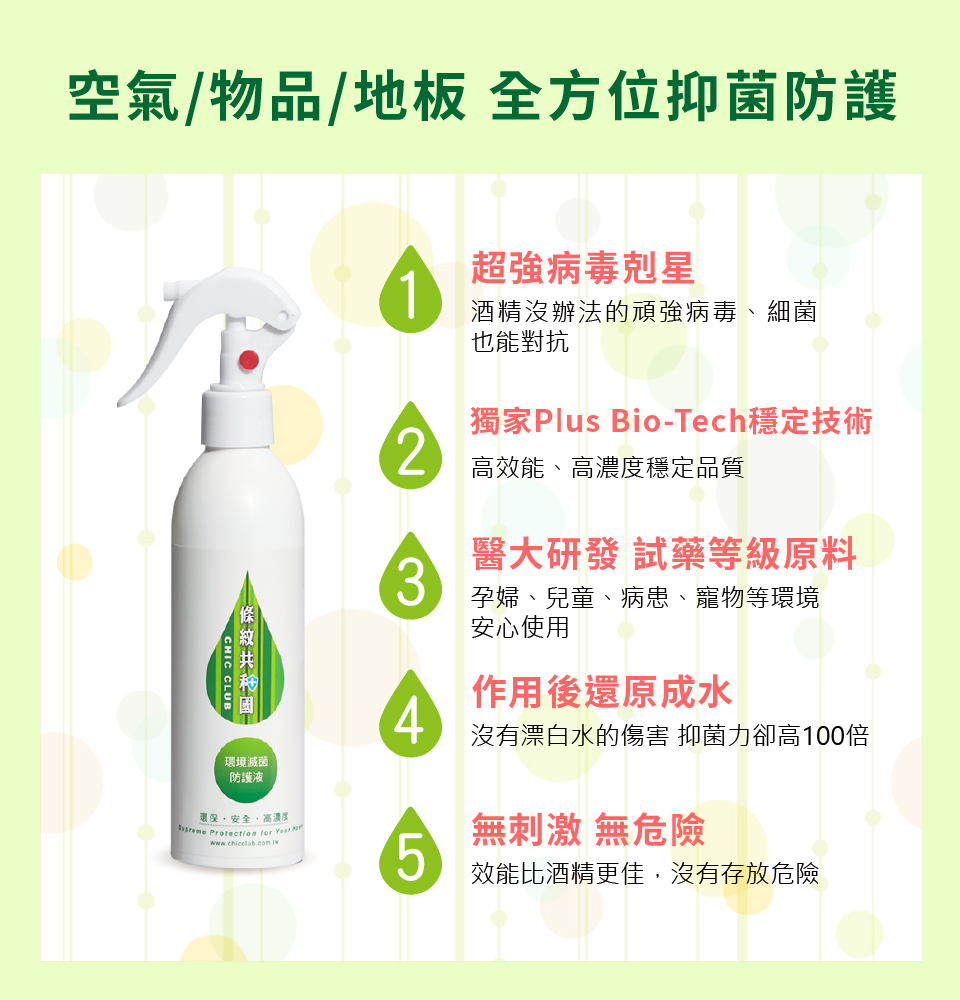 空氣/物品/地板 全方位抑菌防護
1
超強病毒剋星
酒精沒辦法的頑強病毒、細菌
也能對抗
2
獨家Plus Bio-Tech穩定技術
高效能、高濃度穩定品質
3
醫大研發 試藥等級原料
孕婦、兒童、病患、寵物等環境
安心使用
4
作用後還原成水
沒有漂白水的傷害 抑菌力卻高100倍
5
無刺激 無危險
效能比酒精更佳，沒有存放危險
條紋共和國
CHIC CLUB
環境滅菌
防護液
環保·安全·高濃度
Supreme Protection for Your Home
www.chicclub.com.tw